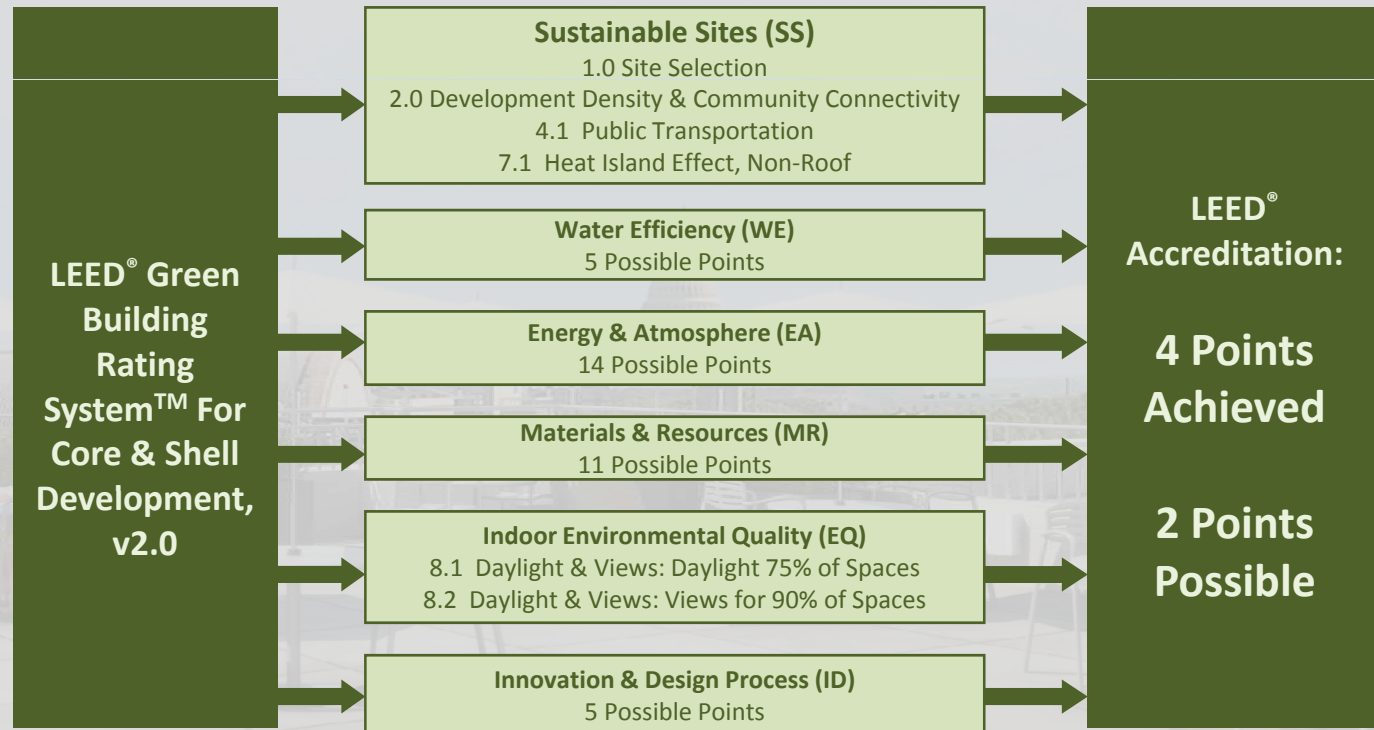 LEED® Green
Building
Rating
System™ For
Core & Shell
Development,
v2.0
Sustainable Sites (SS)
1.0 Site Selection
2.0 Development Density & Community Connectivity
4.1 Public Transportation
7.1 Heat Island Effect, Non-Roof
Water Efficiency (WE)
5 Possible Points
Energy & Atmosphere (EA)
14 Possible Points
Materials & Resources (MR)
11 Possible Points
Indoor Environmental Quality (EQ)
8.1 Daylight & Views: Daylight 75% of Spaces
8.2 Daylight & Views: Views for 90% of Spaces
Innovation & Design Process (ID)
5 Possible Points
LEED®
Accreditation:
4 Points
Achieved
2 Points
Possible